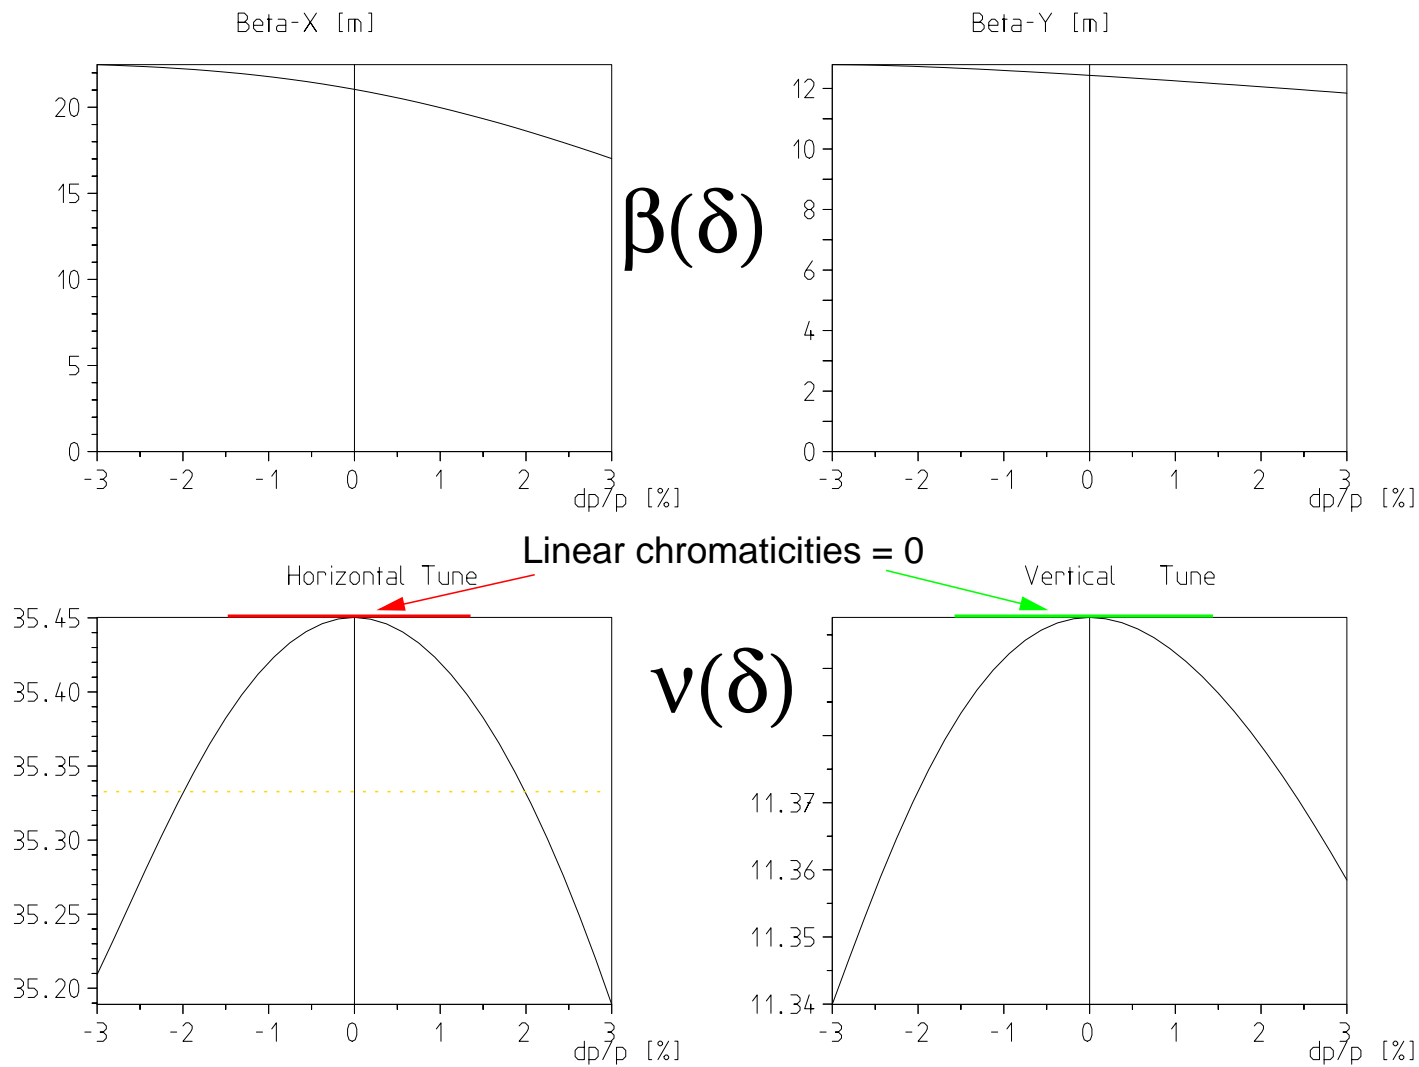 Beta-X [m]
Beta-Y [m]
20
15
10
5
0
-3 -2 -1 0 1 2 3
dp/p [%]
β(δ)
12
10
8
6
4
2
0
-3 -2 -1 0 1 2 3
dp/p [%]
Linear chromaticities = 0
Horizontal Tune
Vertical Tune
35.45
35.40
35.35
35.30
35.25
35.20
-3 -2 -1 0 1 2 3
dp/p [%]
ν(δ)
11.37
11.36
11.35
11.34
-3 -2 -1 0 1 2 3
dp/p [%]